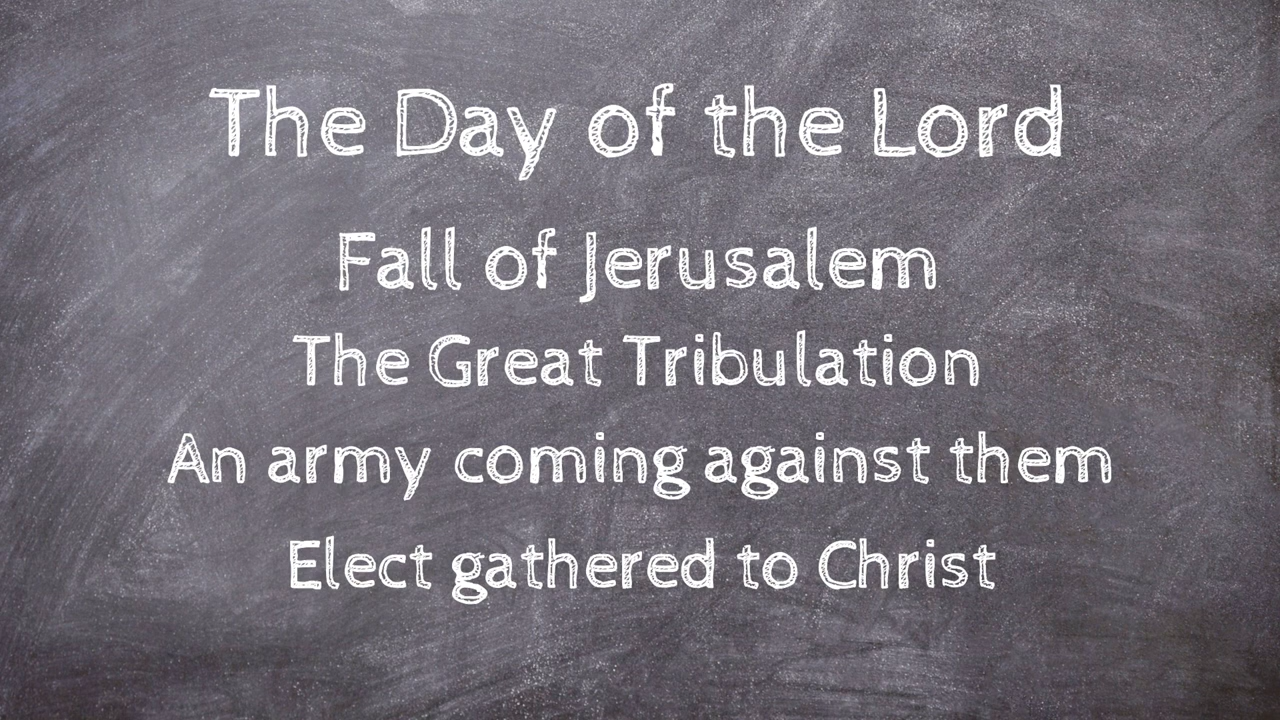 The Day of the Lord
Fall of Jerusalem
The Great Tribulation
An army coming against them
Elect gathered to Christ